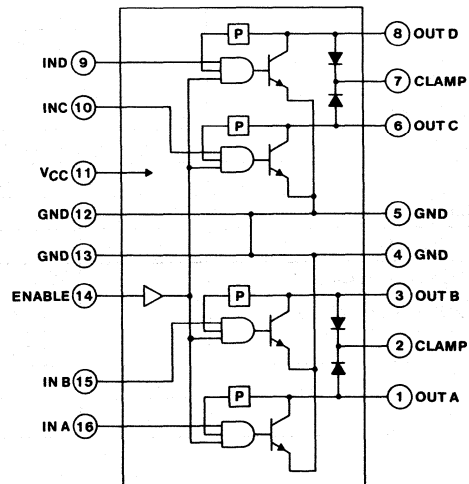 P 8 OUT D
IND 9
7 CLAMP
INC 10
P 6 OUT C
VCC 11
GND 12 5 GND
GND 13 4 GND
ENABLE 14 P 3 OUT B
2 CLAMP
IN B 15
P 1 OUT A
IN A 16